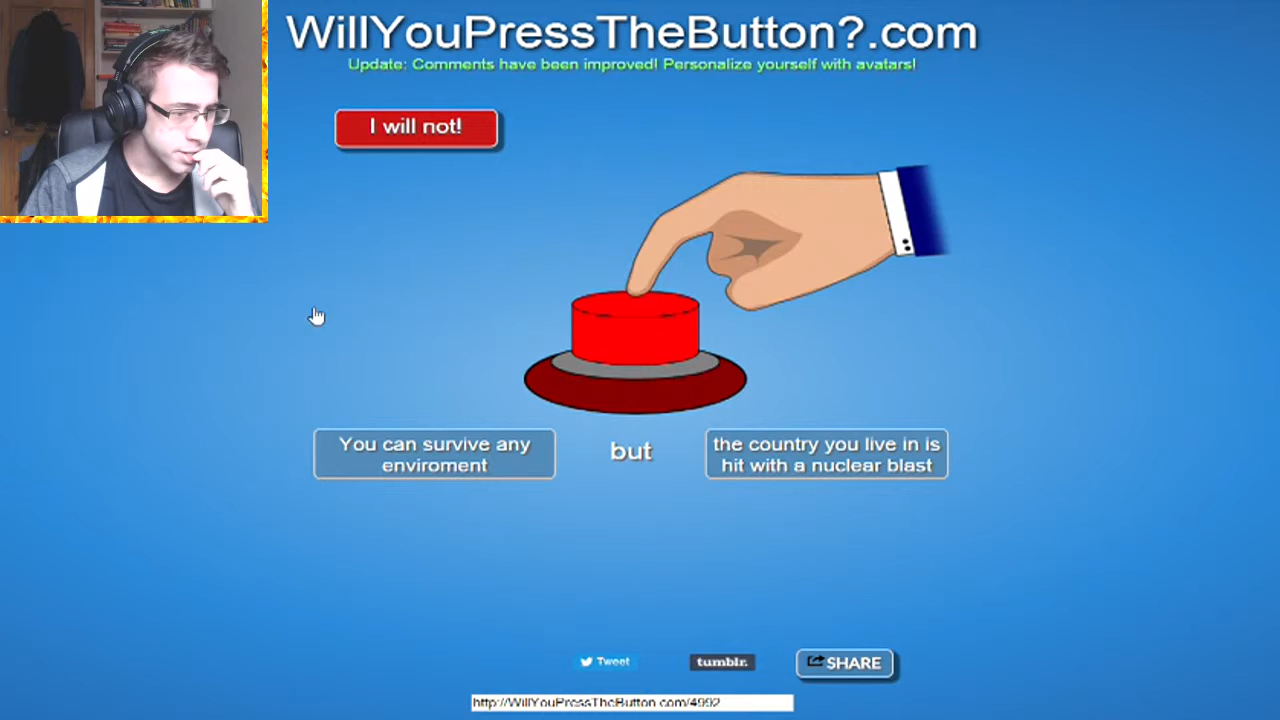 WillYouPressTheButton?.com
Update: Comments have been improved! Personalize yourself with avatars!
I will not!
You can survive any
enviroment
but
the country you live in is
hit with a nuclear blast
Tweet
tumblr.
SHARE
http://WillYouPressTheButton.com/4992